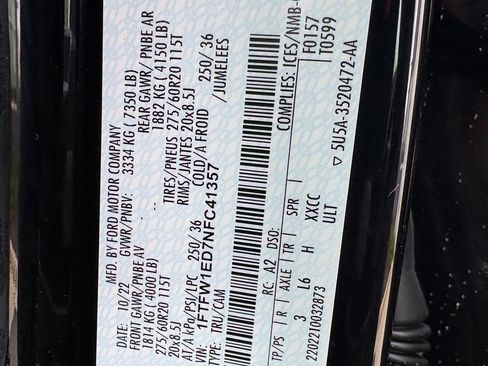 MFD. BY FORD MOTOR COMPANY
DATE: 10/22 GVWR/ PNBV: 3334 KG ( 7350 LB)
FRONT GAWR/ PNBE AV REAR GAWR/ PNBE AR
1814 KG ( 4000 LB) 1882 KG ( 4150 LB)
275/60R20 115T TIRES/PNEUS 275/60R20 115T
20x8.5J RIMS/JANTES 20x8.5J
AT/A kPa/PSI/LPC 250/ 36 COLD/A FROID 250/ 36
VIN: 1FTFW1ED7NFC41357 /JUMELEES
TYPE: TRU/CAM
COMPLIES: ICES/NMB-
F0157
T0599
RC: A2 DSO:
TP/PS AXLE TR SPR
3 L6 H XXCC
ULT
2202210032873
▽ 5U5A-3520472-AA